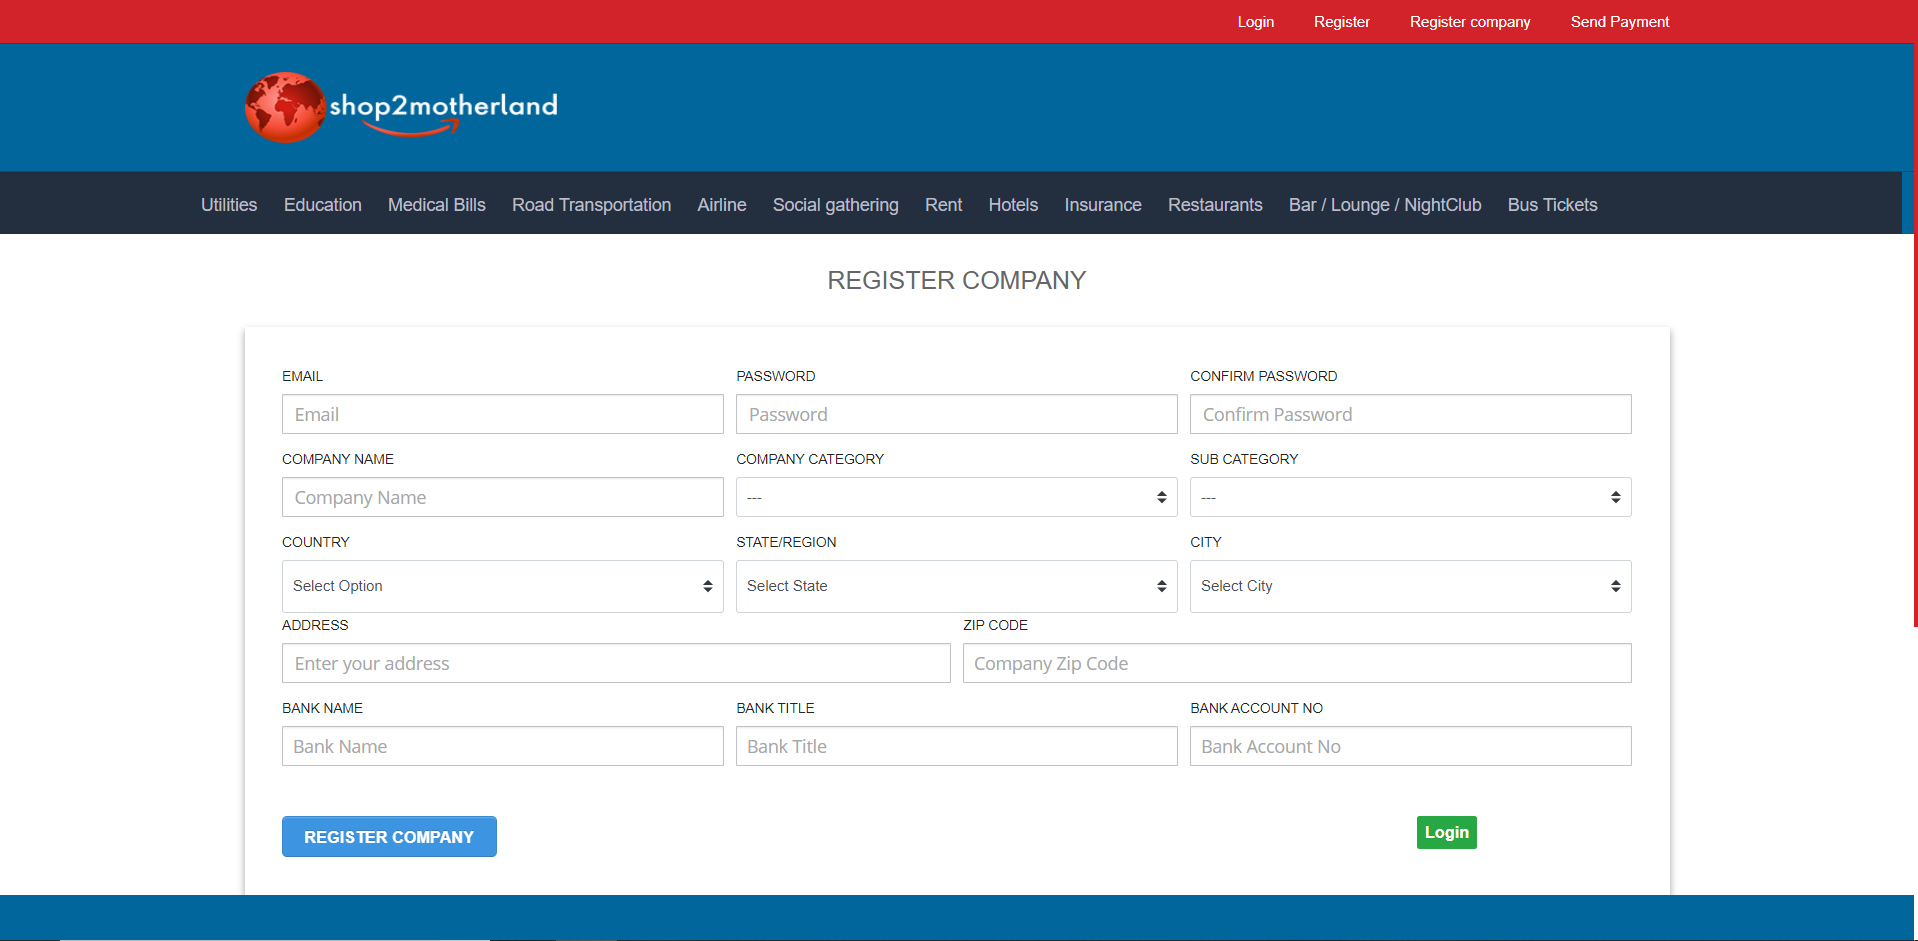 Login Register Register company Send Payment
shop2motherland
Utilities Education Medical Bills Road Transportation Airline Social gathering Rent Hotels Insurance Restaurants Bar / Lounge / NightClub Bus Tickets
REGISTER COMPANY
EMAIL PASSWORD CONFIRM PASSWORD
Email Password Confirm Password
COMPANY NAME COMPANY CATEGORY SUB CATEGORY
Company Name --- ---
COUNTRY STATE/REGION CITY
Select Option Select State Select City
ADDRESS ZIP CODE
Enter your address Company Zip Code
BANK NAME BANK TITLE BANK ACCOUNT NO
Bank Name Bank Title Bank Account No
REGISTER COMPANY Login